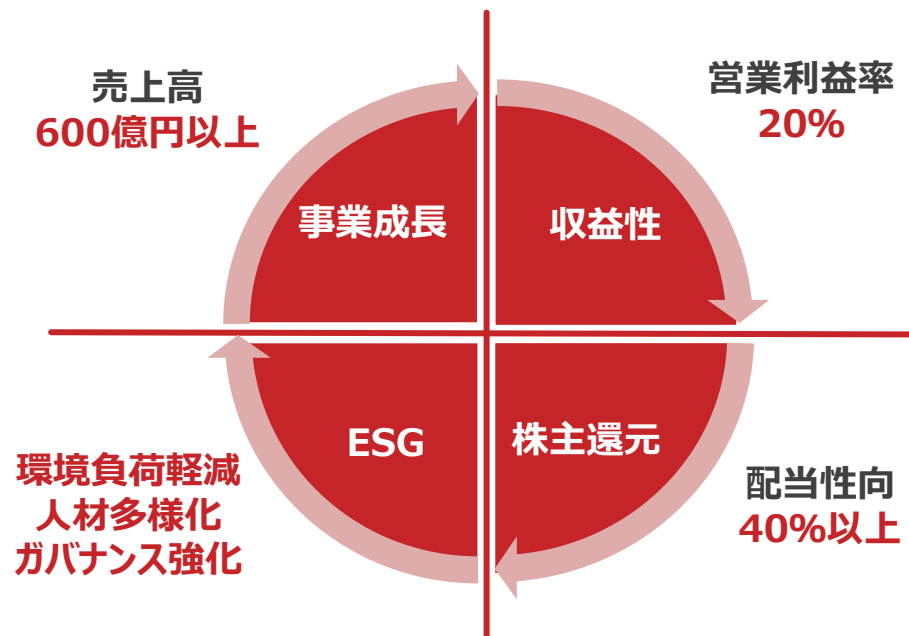 売上高
600億円以上
営業利益率
20%
事業成長
収益性
ESG
株主還元
環境負荷軽減
人材多様化
ガバナンス強化
配当性向
40%以上